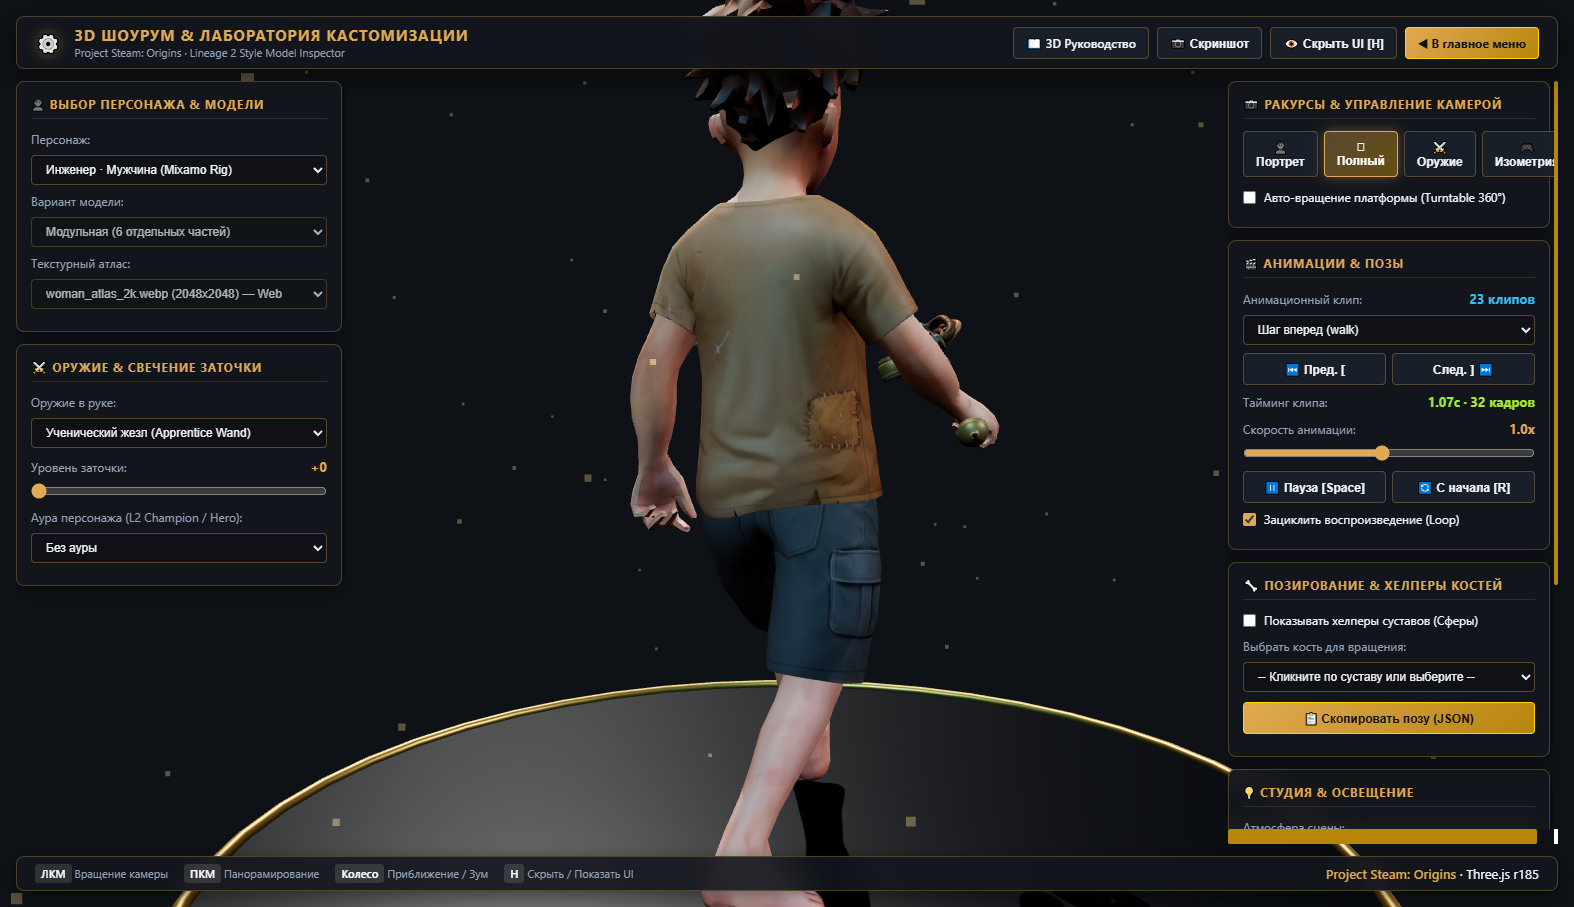 3D ШОУРУМ & ЛАБОРАТОРИЯ КАСТОМИЗАЦИИ
Project Steam: Origins · Lineage 2 Style Model Inspector
3D Руководство
Скриншот
Скрыть UI [H]
В главное меню
ВЫБОР ПЕРСОНАЖА & МОДЕЛИ
Персонаж:
Инженер · Мужчина (Mixamo Rig)
Вариант модели:
Модульная (6 отдельных частей)
Текстурный атлас:
woman_atlas_2k.webp (2048x2048) — Web
ОРУЖИЕ & СВЕЧЕНИЕ ЗАТОЧКИ
Оружие в руке:
Ученический жезл (Apprentice Wand)
Уровень заточки: +0
Аура персонажа (L2 Champion / Hero):
Без ауры
РАКУРСЫ & УПРАВЛЕНИЕ КАМЕРОЙ
Портрет
Полный
Оружие
Изометрия
Авто-вращение платформы (Turntable 360°)
АНИМАЦИИ & ПОЗЫ
Анимационный клип: 23 клипов
Шаг вперед (walk)
Пред. [
След. ]
Тайминг клипа: 1.07с · 32 кадров
Скорость анимации: 1.0x
Пауза [Space]
С начала [R]
Зациклить воспроизведение (Loop)
ПОЗИРОВАНИЕ & ХЕЛПЕРЫ КОСТЕЙ
Показывать хелперы суставов (Сферы)
Выбрать кость для вращения:
-- Кликните по суставу или выберите --
Скопировать позу (JSON)
СТУДИЯ & ОСВЕЩЕНИЕ
Атмосфера сцены:
ЛКМ Вращение камеры
ПКМ Панорамирование
Колесо Приближение / Зум
H Скрыть / Показать UI
Project Steam: Origins · Three.js r185